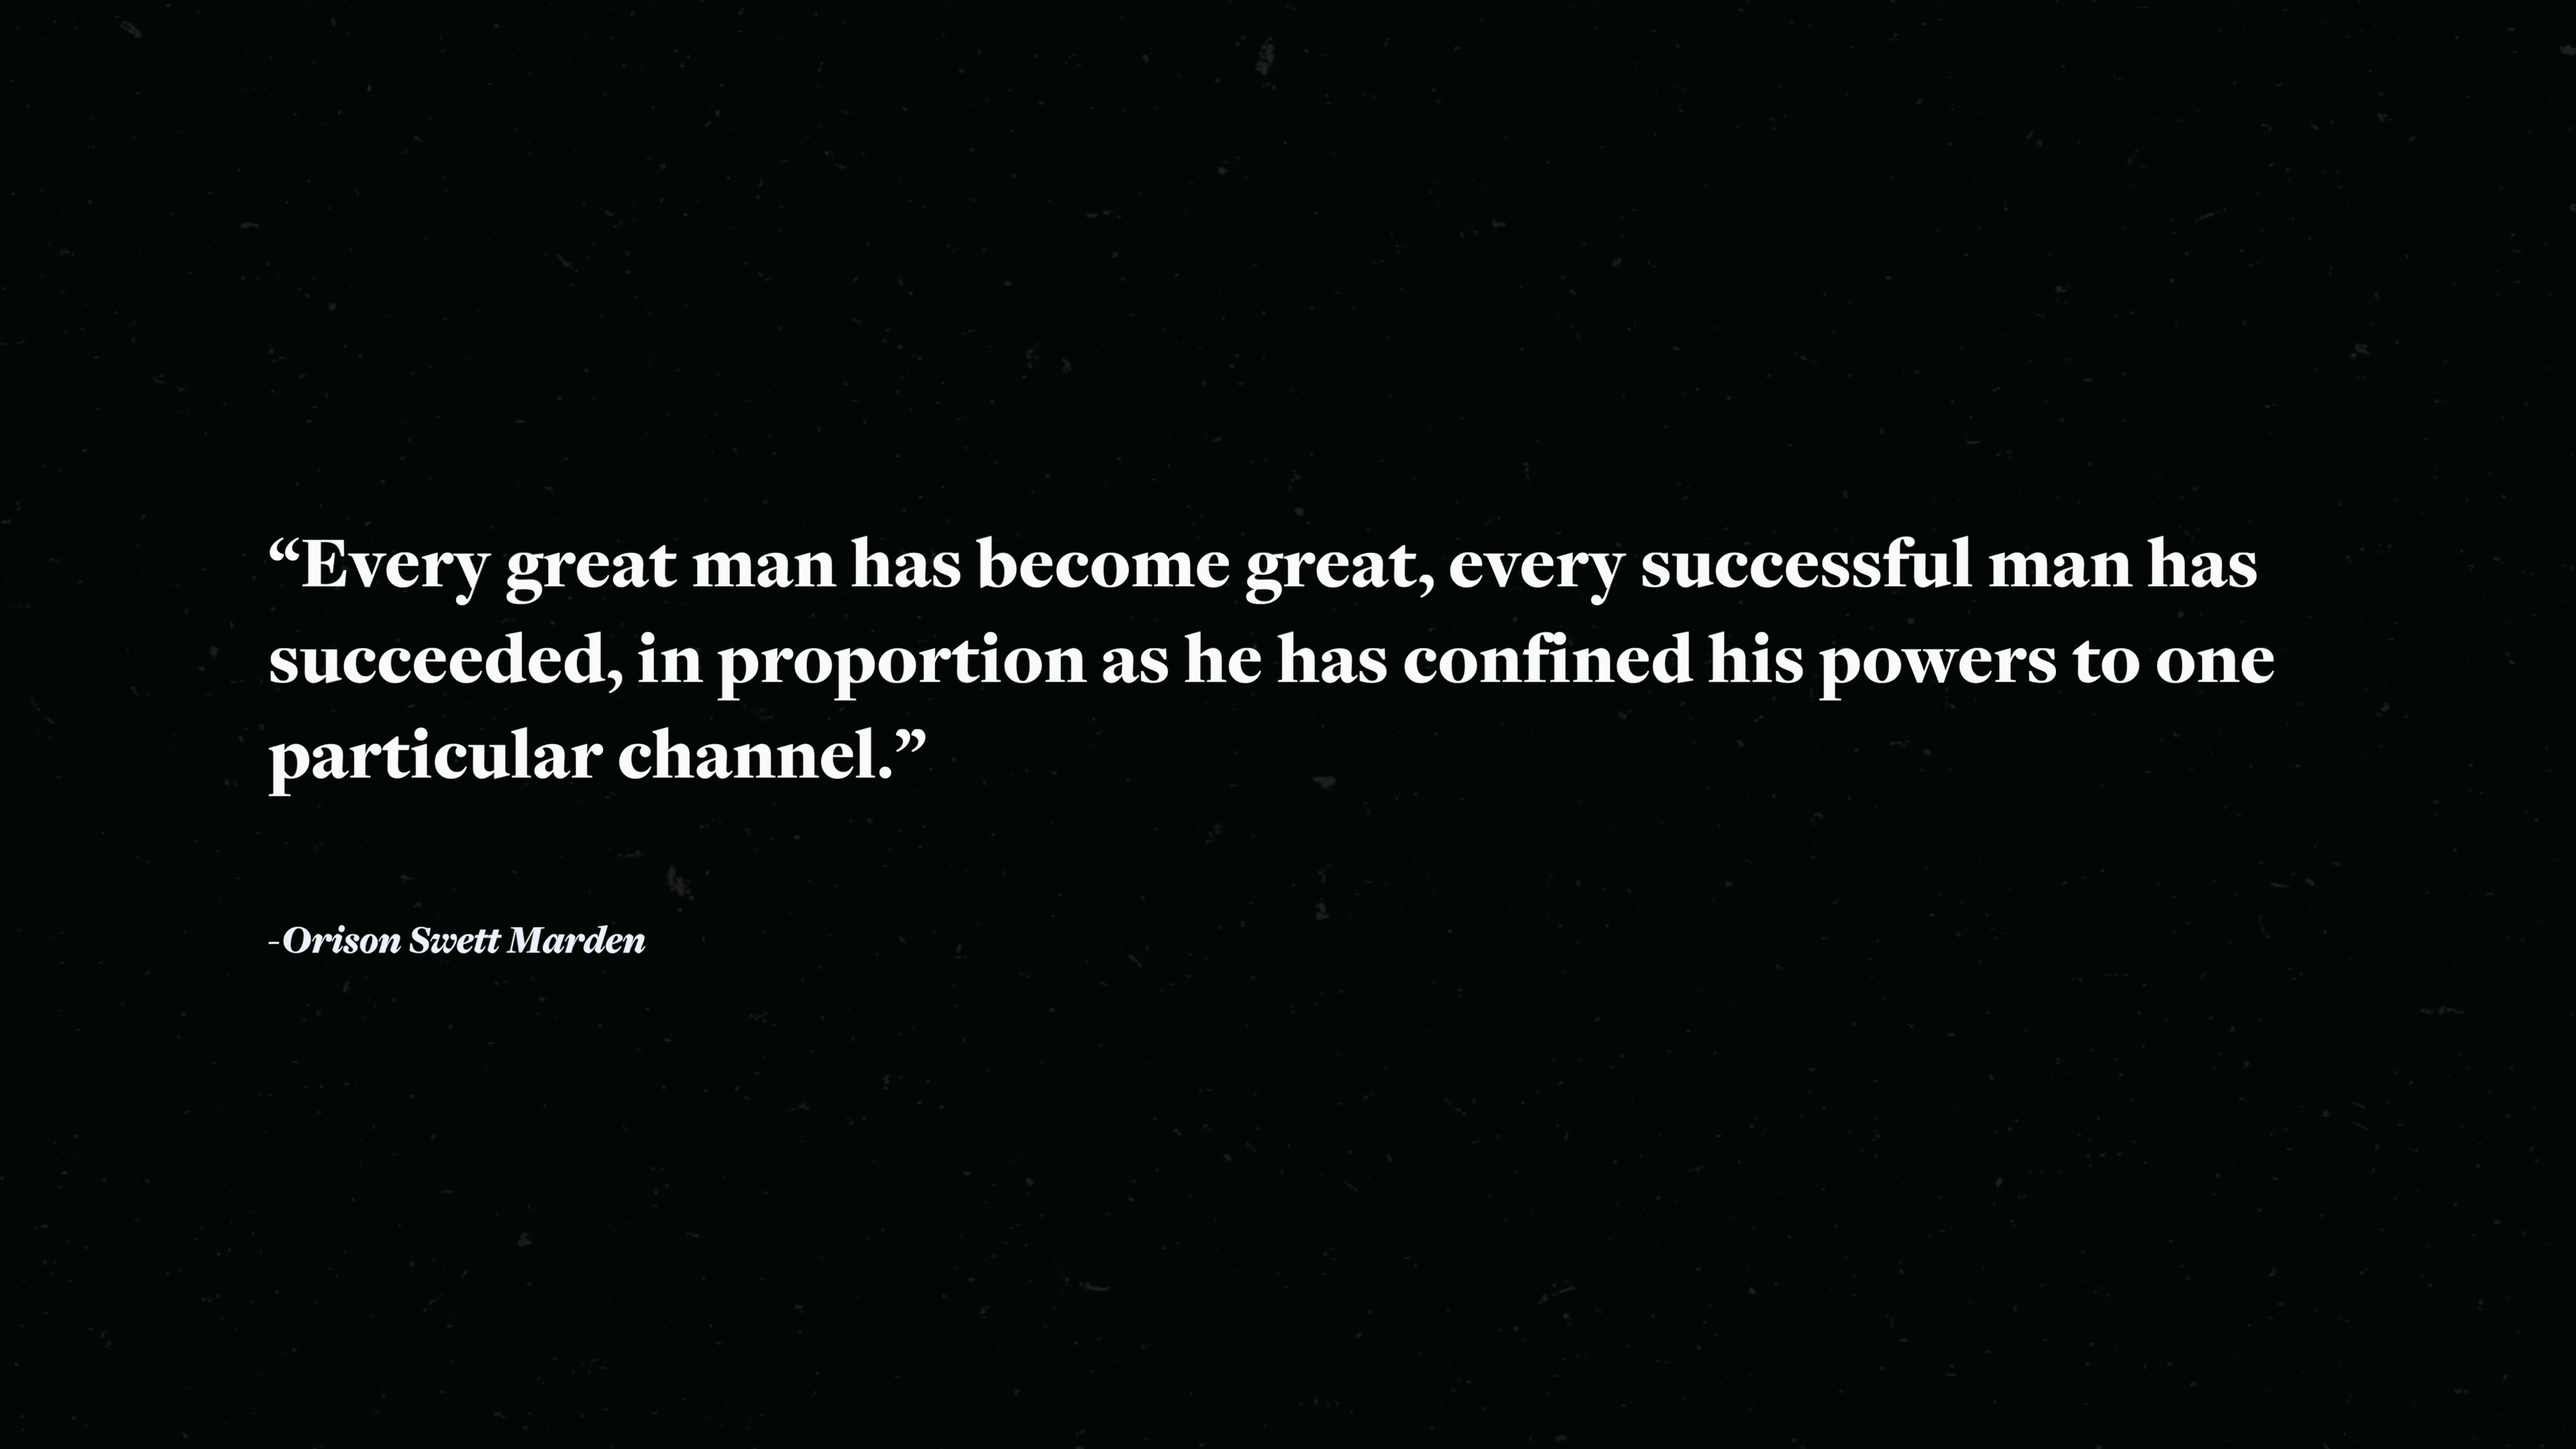 “Every great man has become great, every successful man has
succeeded, in proportion as he has confined his powers to one
particular channel.”
-Orison Swett Marden